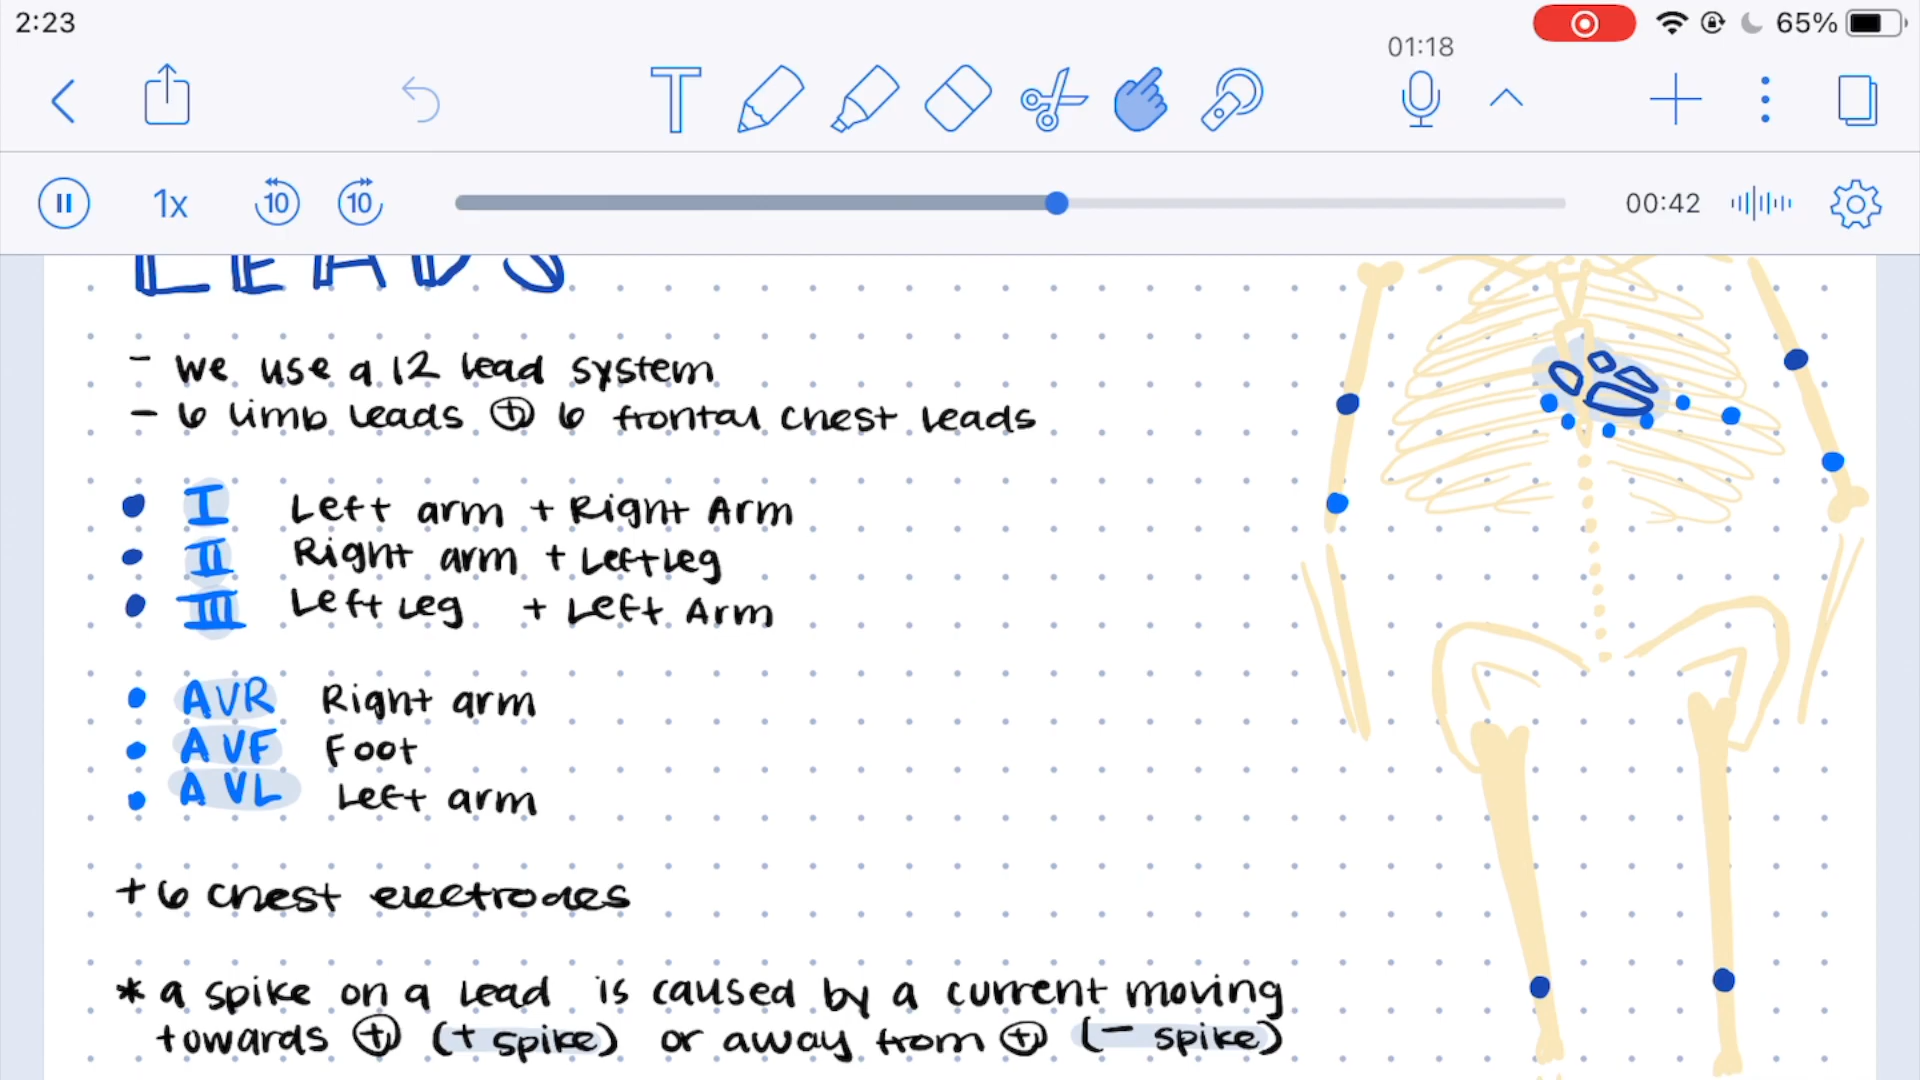 2:23
65%
01:18
T
1x
10
10
00:42
LEADS
- we use a 12 lead system
- 6 limb leads ⊕ 6 frontal chest leads
• I Left arm + Right Arm
• II Right arm + Left Leg
• III Left Leg + Left Arm
• AVR Right arm
• AVF Foot
• AVL Left arm
+ 6 chest electrodes
* a spike on a lead is caused by a current moving
towards ⊕ (+ spike) or away from ⊕ (- spike)